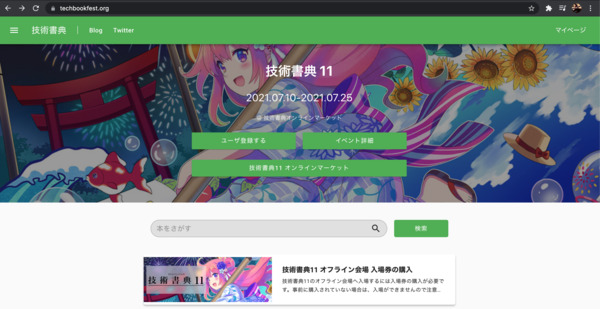 techbookfest.org
技術書典
Blog
Twitter
マイページ
技術書典 11
2021.07.10-2021.07.25
技術書典オンラインマーケット
ユーザ登録する
イベント詳細
技術書典11 オンラインマーケット
本をさがす
検索
技術書典11
技術書典11 オフライン会場 入場券の購入
技術書典11のオフライン会場へ入場するには入場券の購入が必要で
す。事前に購入されていない場合は、入場ができませんので注意...